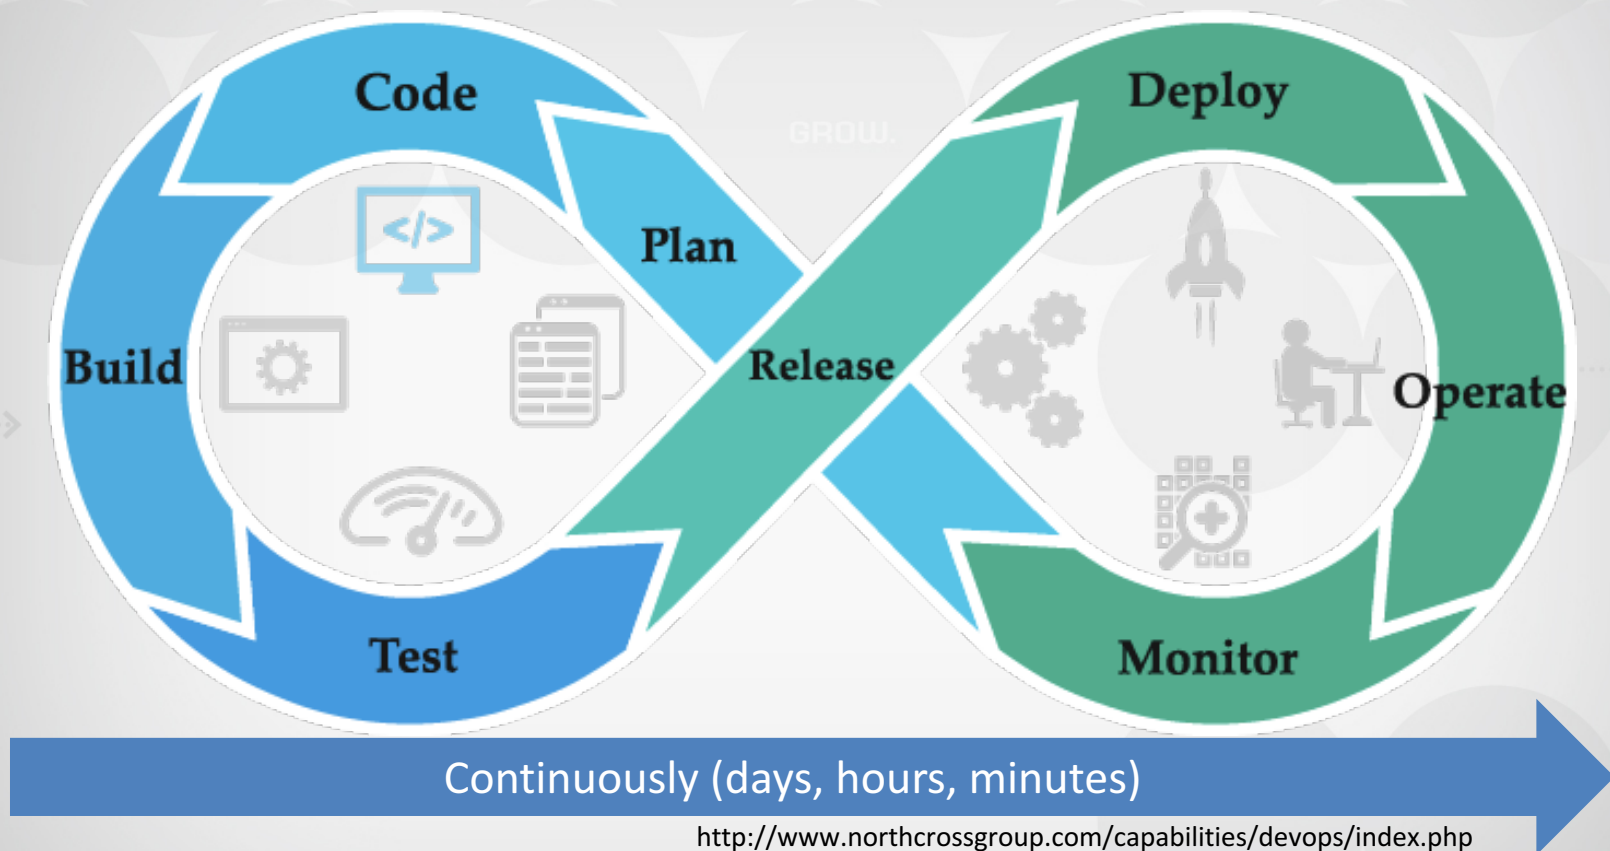 Code
Deploy
GROW.
Plan
Build
</>
Release
Operate
Test
Monitor
Continuously (days, hours, minutes)
http://www.northcrossgroup.com/capabilities/devops/index.php